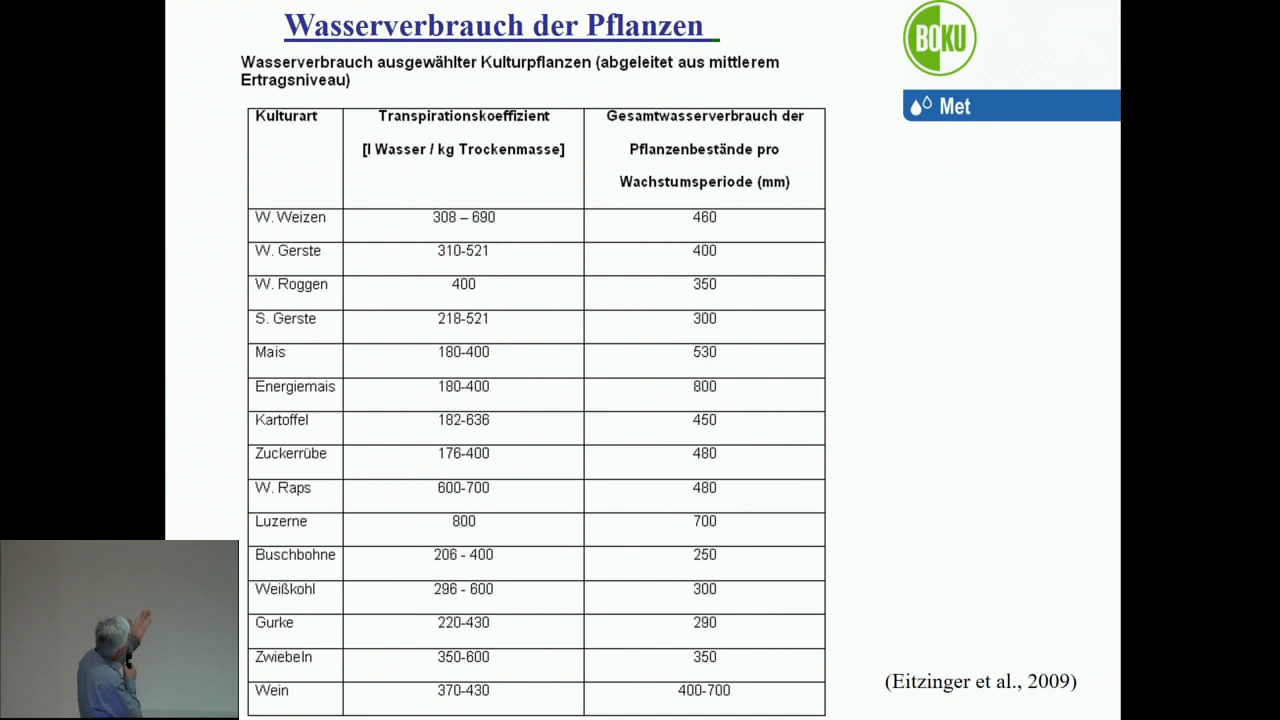 Wasserverbrauch der Pflanzen
BOKU
Met
Wasserverbrauch ausgewählter Kulturpflanzen (abgeleitet aus mittlerem
Ertragsniveau)
Kulturart Transpirationskoeffizient [l Wasser / kg Trockenmasse] Gesamtwasserverbrauch der Pflanzenbestände pro Wachstumsperiode (mm)
W. Weizen 308 – 690 460
W. Gerste 310-521 400
W. Roggen 400 350
S. Gerste 218-521 300
Mais 180-400 530
Energiemais 180-400 800
Kartoffel 182-636 450
Zuckerrübe 176-400 480
W. Raps 600-700 480
Luzerne 800 700
Buschbohne 206 - 400 250
Weißkohl 296 - 600 300
Gurke 220-430 290
Zwiebeln 350-600 350
Wein 370-430 400-700
(Eitzinger et al., 2009)